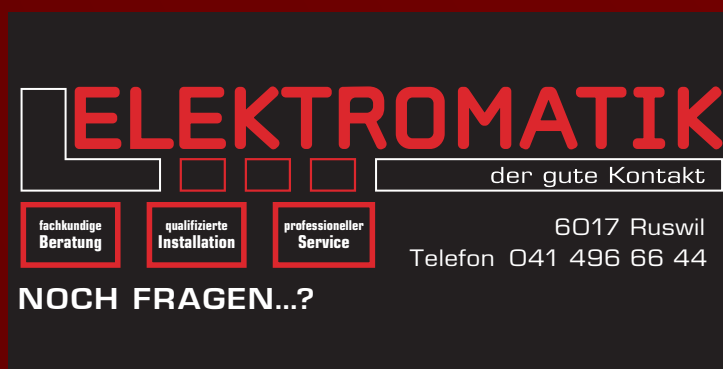 ELEKTROMATIK
der gute Kontakt
fachkundige
Beratung
qualifizierte
Installation
professioneller
Service
6017 Ruswil
Telefon 041 496 66 44
NOCH FRAGEN...?